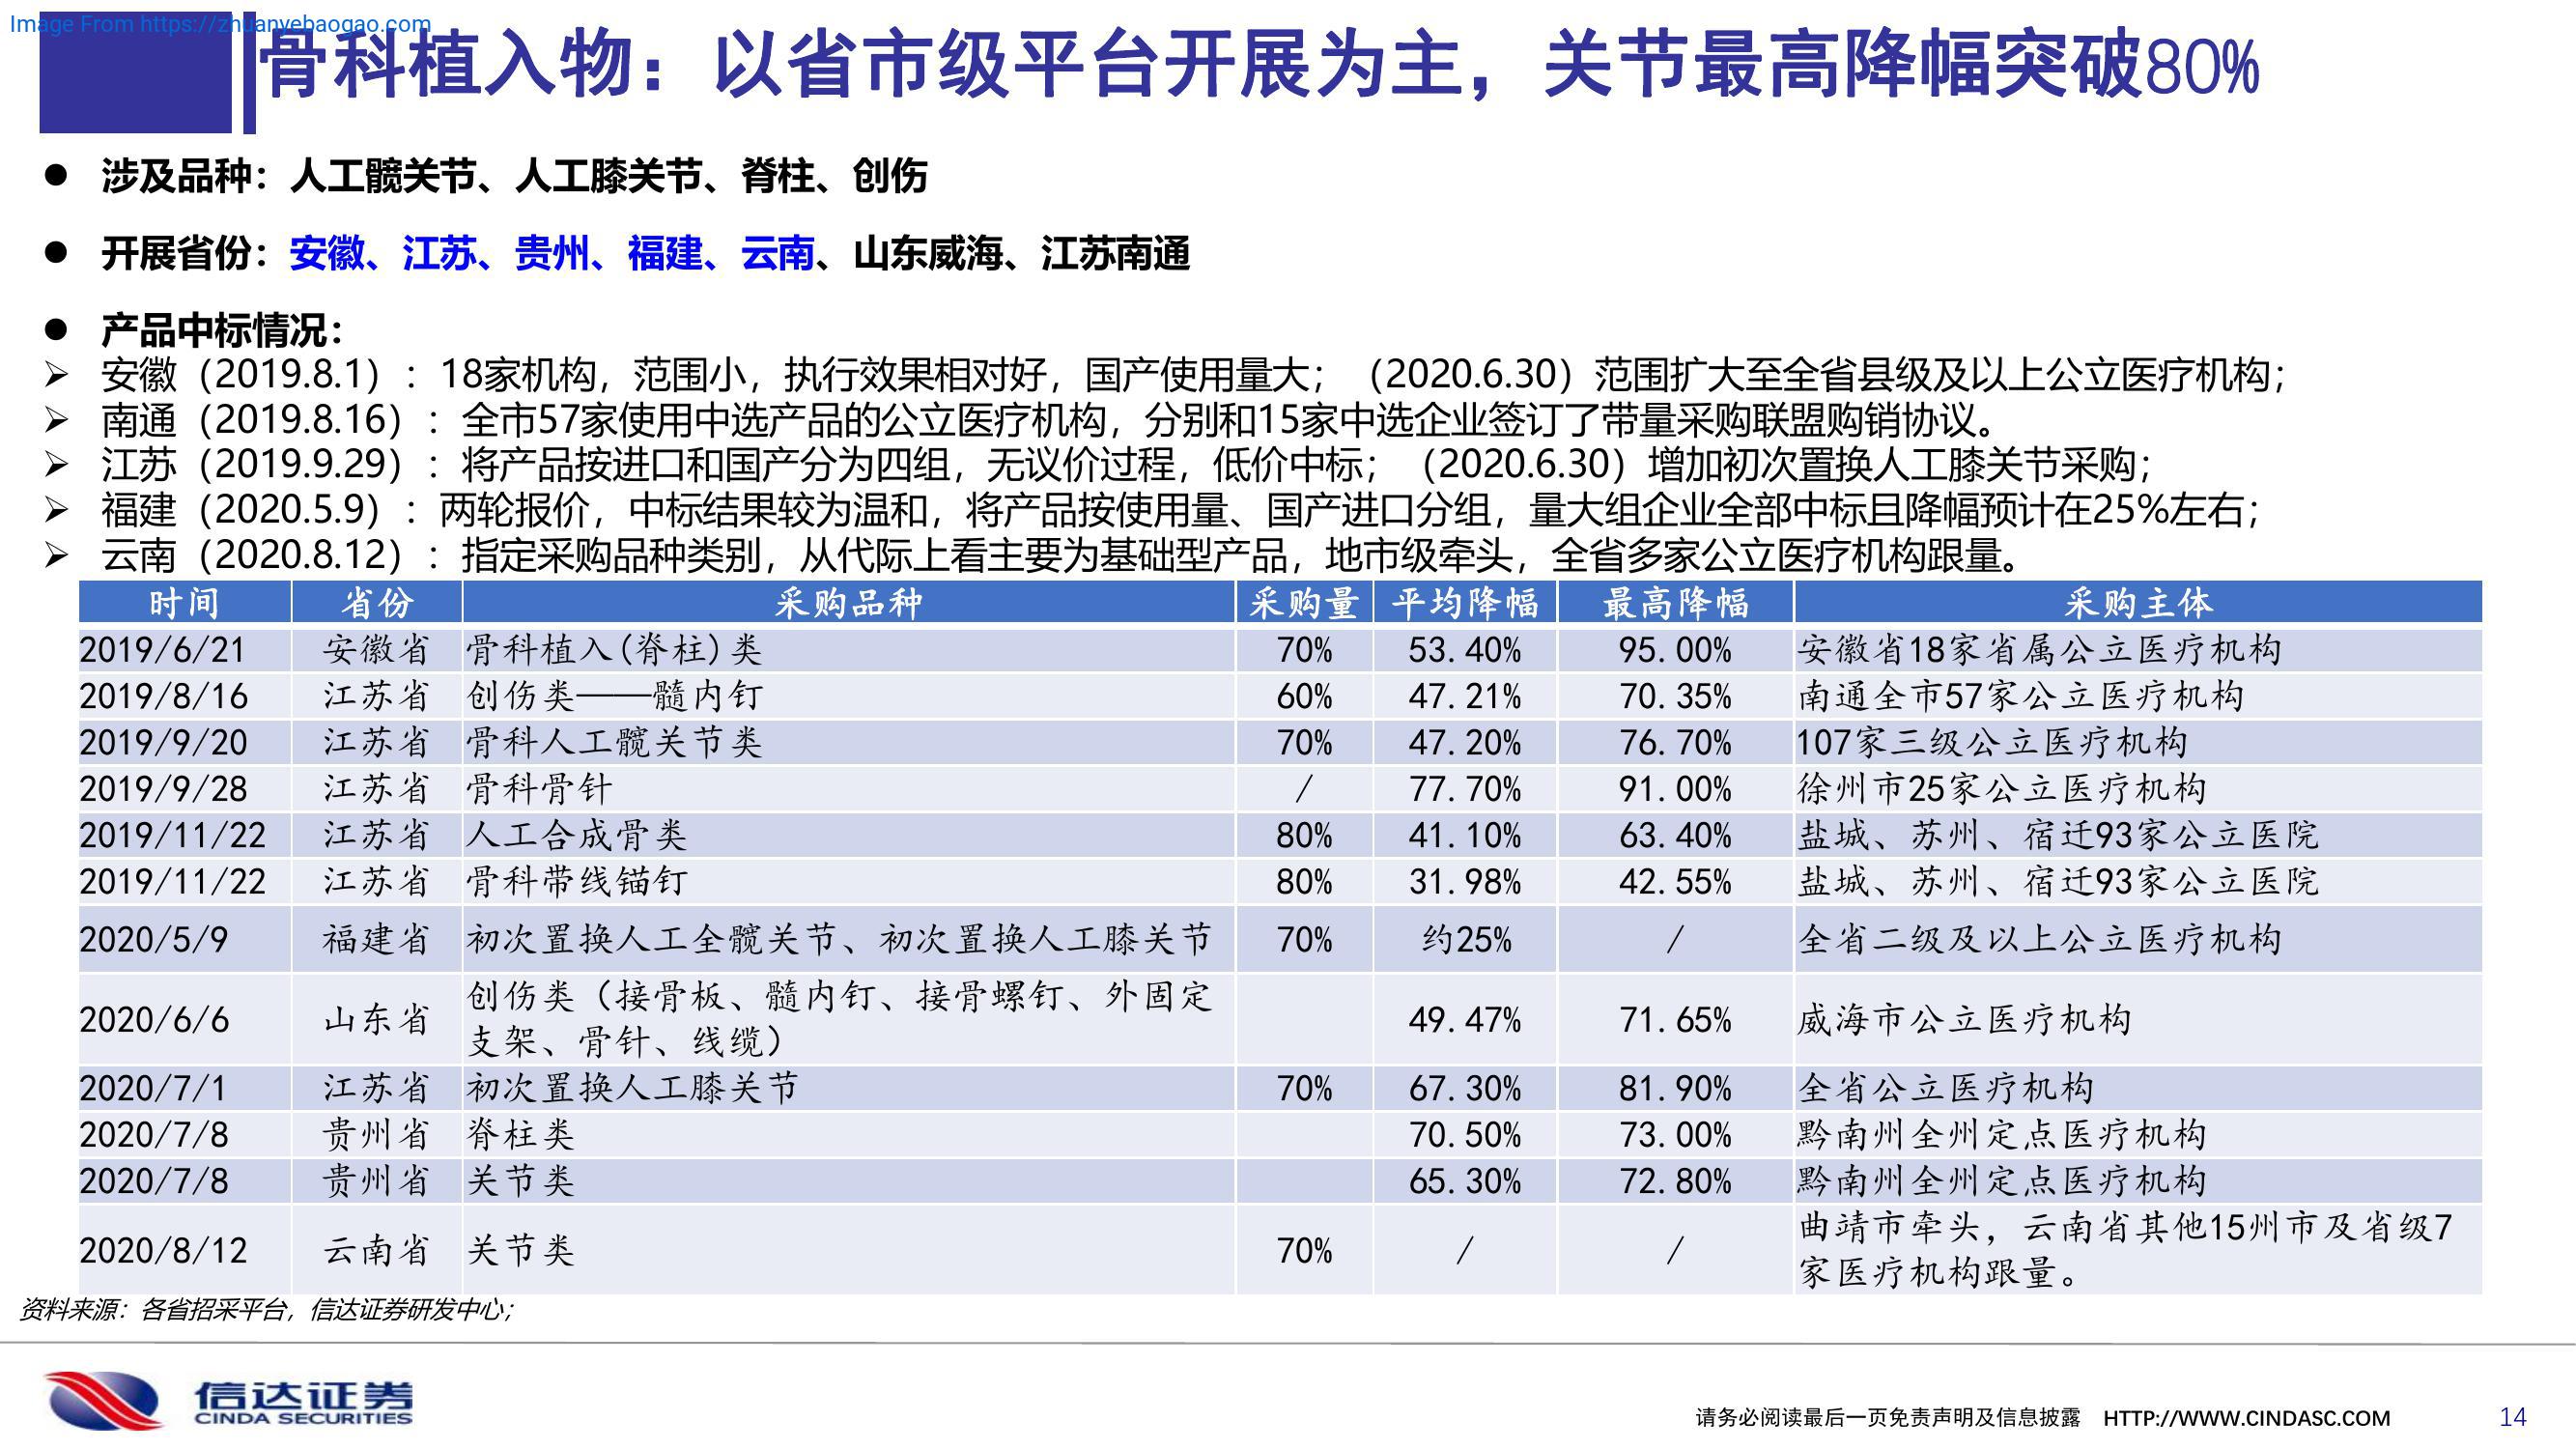 Image From https://zhuanyebaogao.com
骨科植入物：以省市级平台开展为主，关节最高降幅突破80%
● 涉及品种：人工髋关节、人工膝关节、脊柱、创伤
● 开展省份：安徽、江苏、贵州、福建、云南、山东威海、江苏南通
● 产品中标情况：
➢ 安徽（2019.8.1）：18家机构，范围小，执行效果相对好，国产使用量大；（2020.6.30）范围扩大至全省县级及以上公立医疗机构；
➢ 南通（2019.8.16）：全市57家使用中选产品的公立医疗机构，分别和15家中选企业签订了带量采购联盟购销协议。
➢ 江苏（2019.9.29）：将产品按进口和国产分为四组，无议价过程，低价中标；（2020.6.30）增加初次置换人工膝关节采购；
➢ 福建（2020.5.9）：两轮报价，中标结果较为温和，将产品按使用量、国产进口分组，量大组企业全部中标且降幅预计在25%左右；
➢ 云南（2020.8.12）：指定采购品种类别，从代际上看主要为基础型产品，地市级牵头，全省多家公立医疗机构跟量。
时间 省份 采购品种 采购量 平均降幅 最高降幅 采购主体
2019/6/21 安徽省 骨科植入(脊柱)类 70% 53.40% 95.00% 安徽省18家省属公立医疗机构
2019/8/16 江苏省 创伤类——髓内钉 60% 47.21% 70.35% 南通全市57家公立医疗机构
2019/9/20 江苏省 骨科人工髋关节类 70% 47.20% 76.70% 107家三级公立医疗机构
2019/9/28 江苏省 骨科骨针 / 77.70% 91.00% 徐州市25家公立医疗机构
2019/11/22 江苏省 人工合成骨类 80% 41.10% 63.40% 盐城、苏州、宿迁93家公立医院
2019/11/22 江苏省 骨科带线锚钉 80% 31.98% 42.55% 盐城、苏州、宿迁93家公立医院
2020/5/9 福建省 初次置换人工全髋关节、初次置换人工膝关节 70% 约25% / 全省二级及以上公立医疗机构
2020/6/6 山东省 创伤类（接骨板、髓内钉、接骨螺钉、外固定
支架、骨针、线缆） 49.47% 71.65% 威海市公立医疗机构
2020/7/1 江苏省 初次置换人工膝关节 70% 67.30% 81.90% 全省公立医疗机构
2020/7/8 贵州省 脊柱类 70.50% 73.00% 黔南州全州定点医疗机构
2020/7/8 贵州省 关节类 65.30% 72.80% 黔南州全州定点医疗机构
2020/8/12 云南省 关节类 70% / / 曲靖市牵头，云南省其他15州市及省级7
家医疗机构跟量。
资料来源：各省招采平台，信达证券研发中心；
信达证券
CINDA SECURITIES
请务必阅读最后一页免责声明及信息披露 HTTP://WWW.CINDASC.COM 14